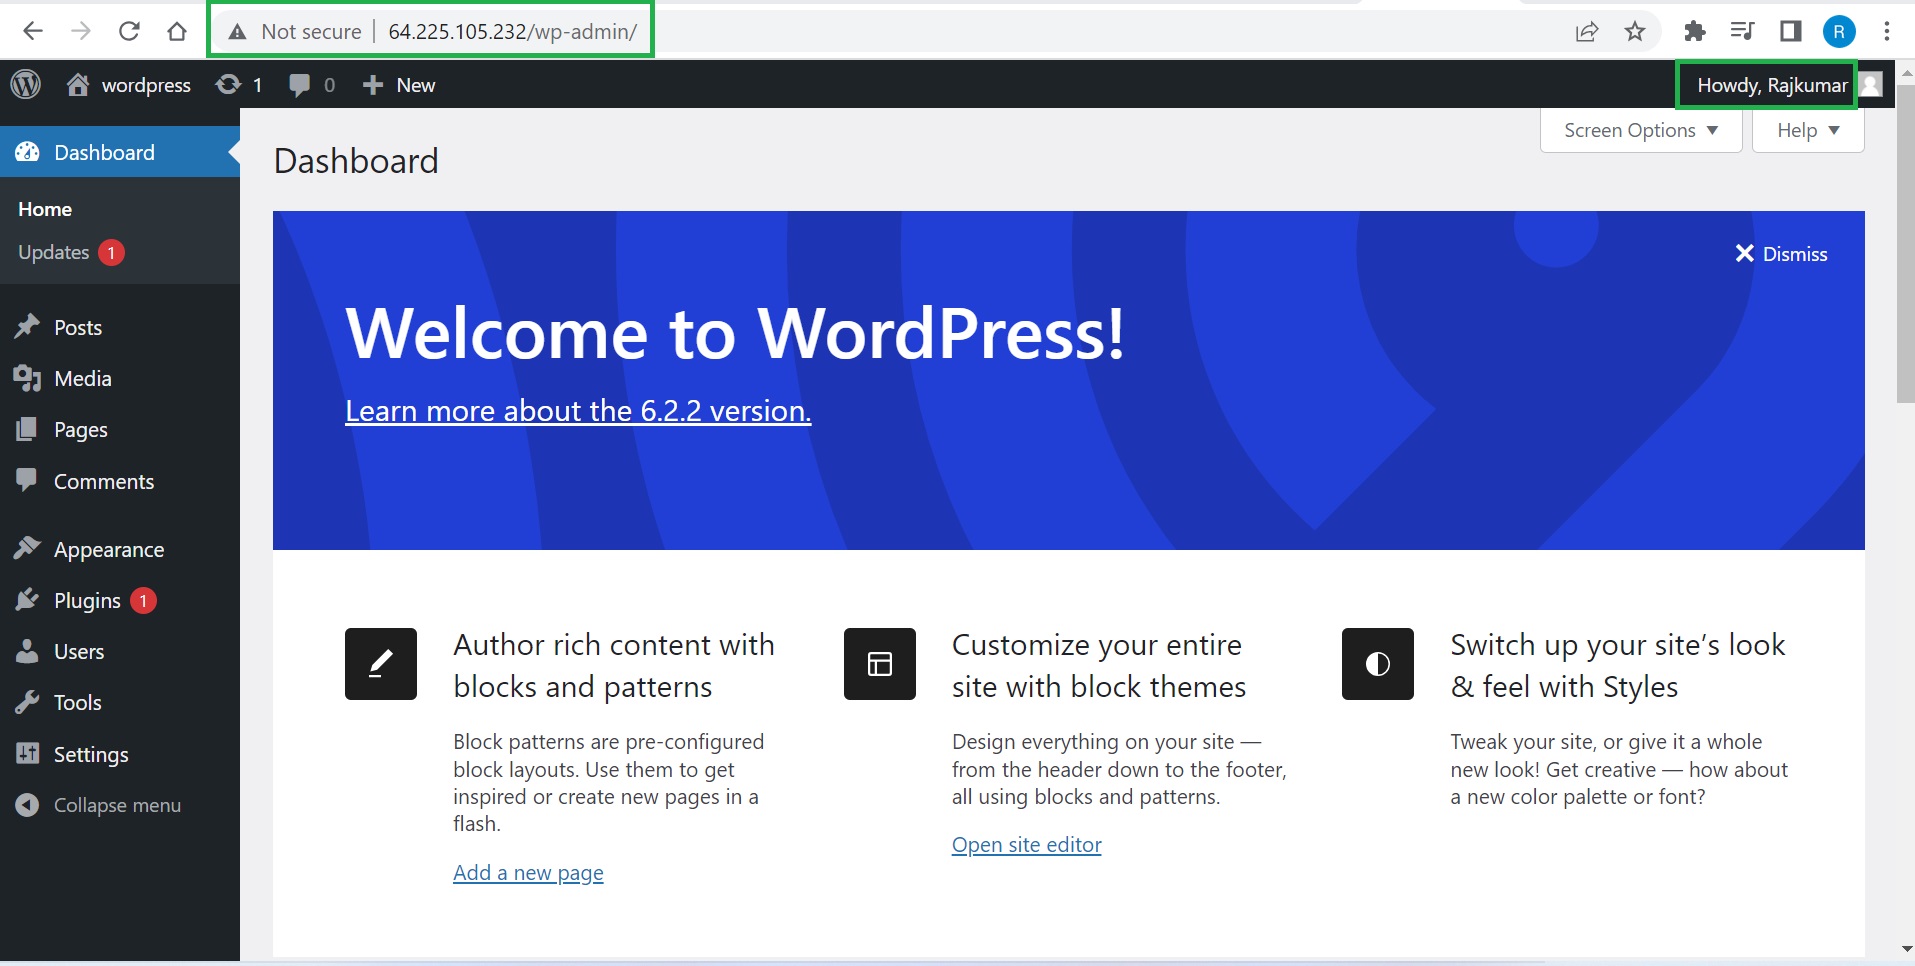 Not secure | 64.225.105.232/wp-admin/
R
wordpress 1 0 New
Howdy, Rajkumar
Screen Options ▼ Help ▼
Dashboard
Home
Updates 1
Posts
Media
Pages
Comments
Appearance
Plugins 1
Users
Tools
Settings
Collapse menu
Dashboard
Dismiss
Welcome to WordPress!
Learn more about the 6.2.2 version.
Author rich content with
blocks and patterns
Block patterns are pre-configured
block layouts. Use them to get
inspired or create new pages in a
flash.
Add a new page
Customize your entire
site with block themes
Design everything on your site —
from the header down to the footer,
all using blocks and patterns.
Open site editor
Switch up your site’s look
& feel with Styles
Tweak your site, or give it a whole
new look! Get creative — how about
a new color palette or font?